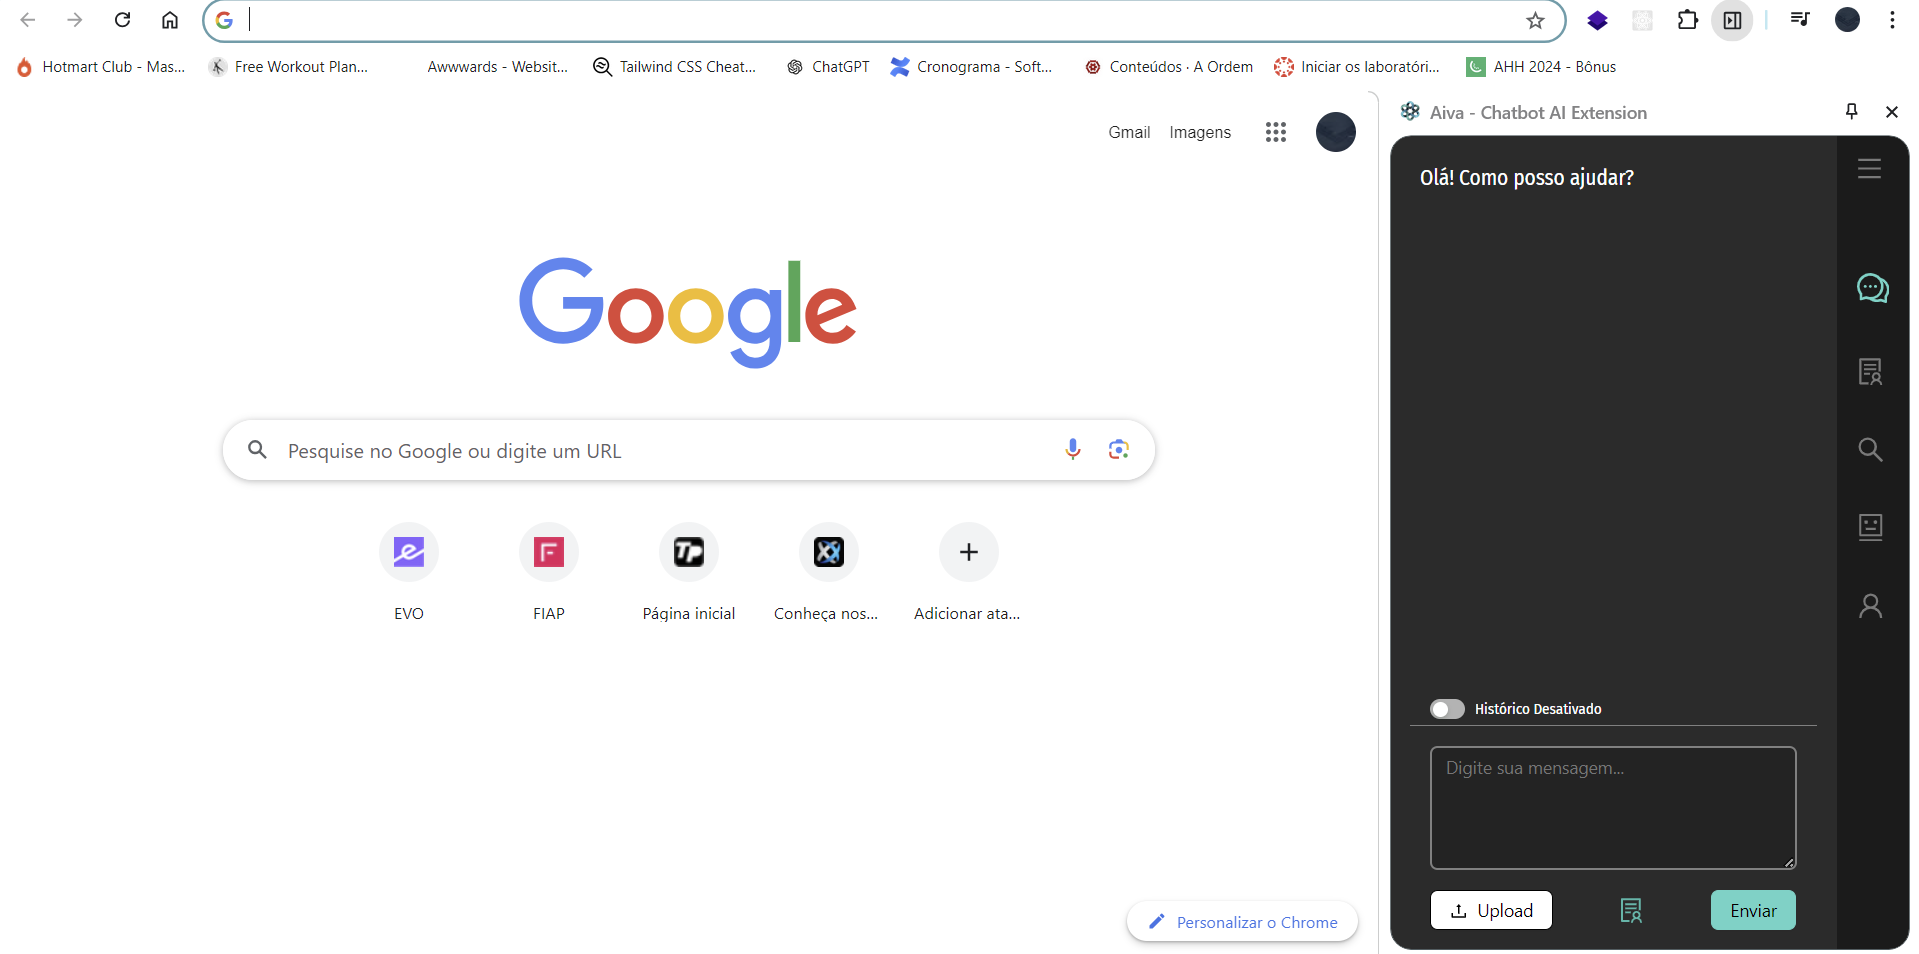 Hotmart Club - Mas...
Free Workout Plan...
Awwwards - Websit...
Tailwind CSS Cheat...
ChatGPT
Cronograma - Soft...
Conteúdos · A Ordem
Iniciar os laboratóri...
AHH 2024 - Bônus
Gmail
Imagens
Google
Pesquise no Google ou digite um URL
EVO
FIAP
TP
Página inicial
Conheça nos...
Adicionar ata...
Personalizar o Chrome
Aiva - Chatbot AI Extension
Olá! Como posso ajudar?
Histórico Desativado
Digite sua mensagem...
Upload
Enviar